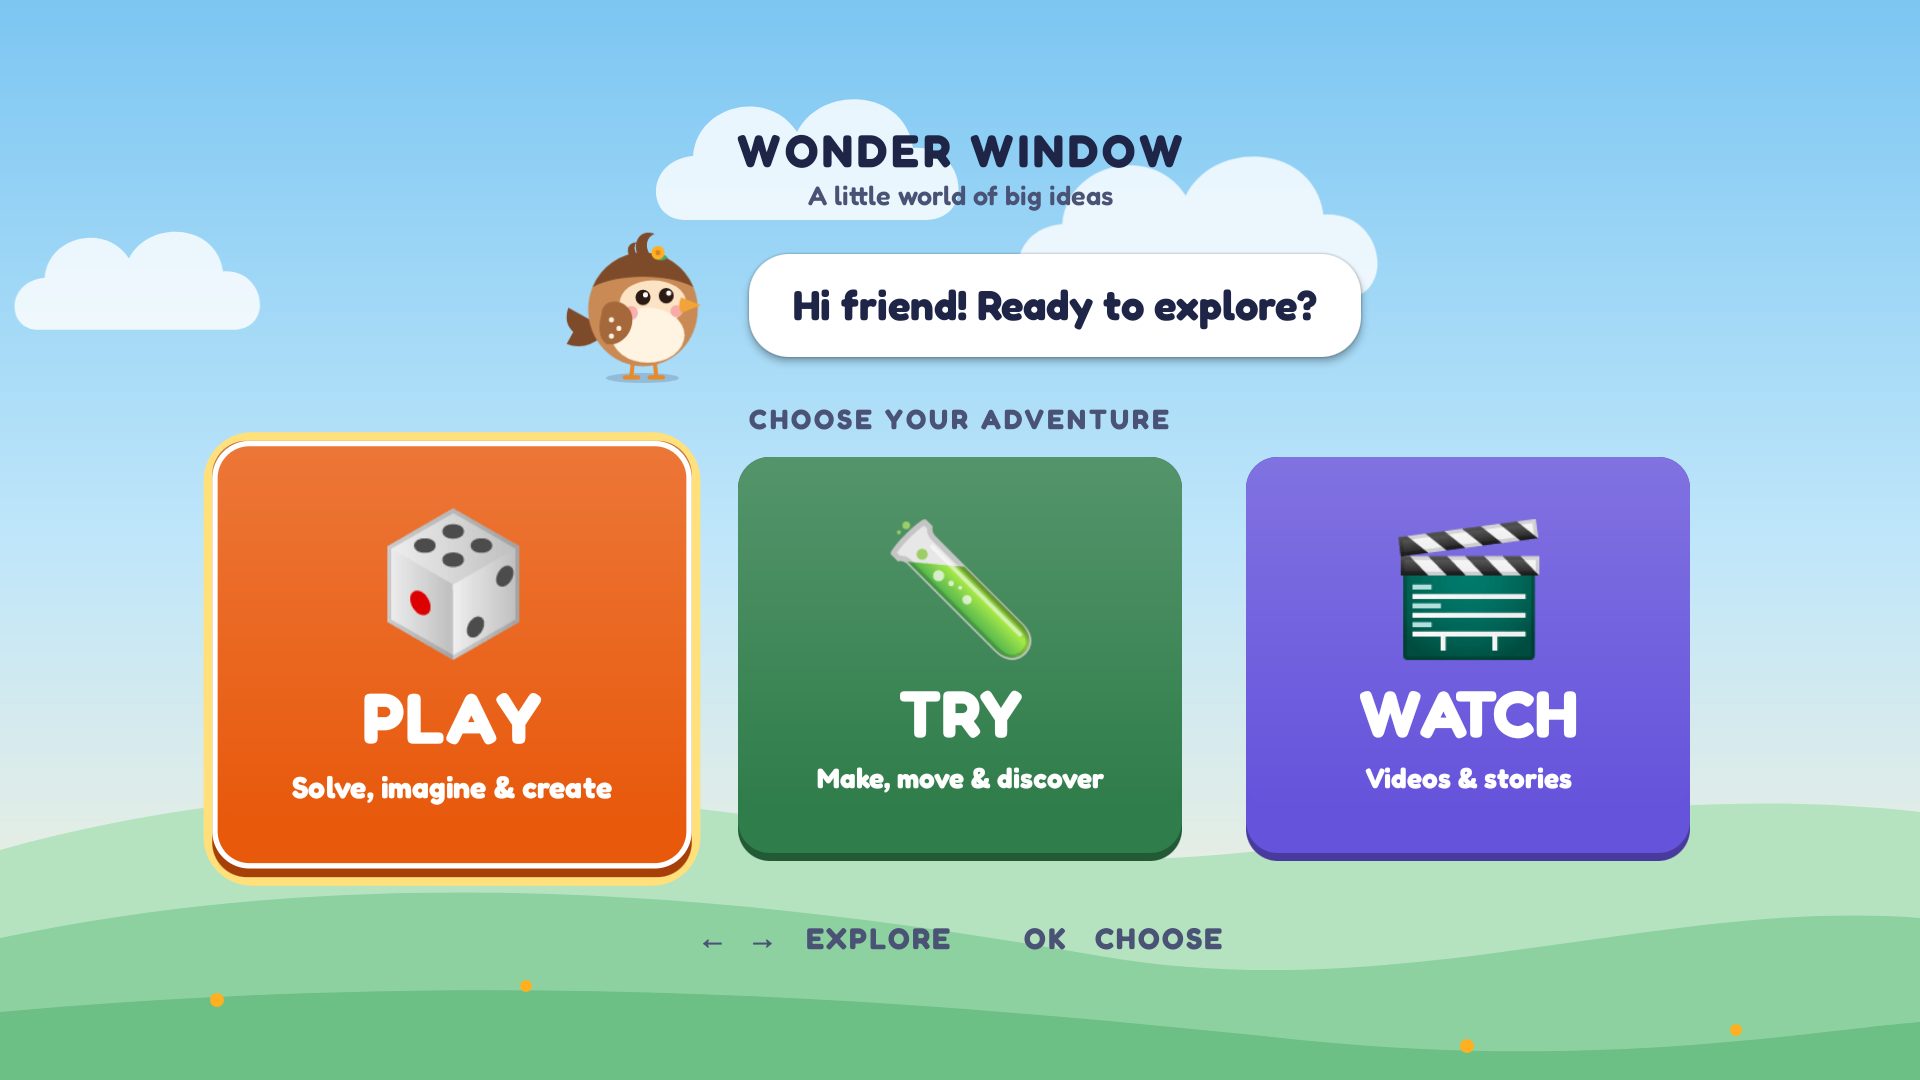 WONDER WINDOW
A little world of big ideas
Hi friend! Ready to explore?
CHOOSE YOUR ADVENTURE
PLAY
Solve, imagine & create
TRY
Make, move & discover
WATCH
Videos & stories
← → EXPLORE OK CHOOSE